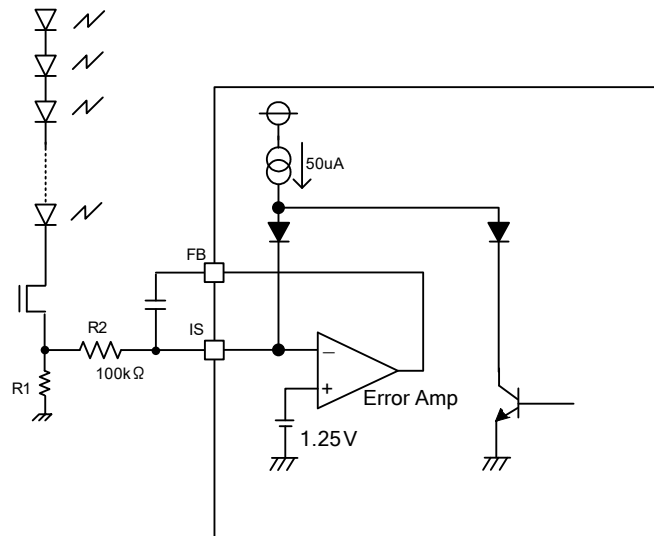 50uA
FB
IS
R2
100kΩ
R1
−
+
Error Amp
1.25V